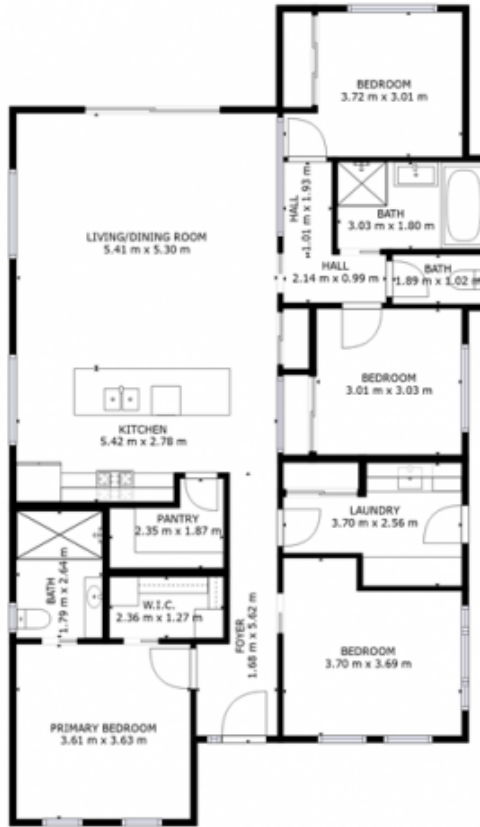 BEDROOM
3.72 m x 3.01 m
HALL
1.01 m x 1.93 m
BATH
3.03 m x 1.80 m
LIVING/DINING ROOM
5.41 m x 5.30 m
HALL
2.14 m x 0.99 m
BATH
1.89 m x 1.02 m
BEDROOM
3.01 m x 3.03 m
KITCHEN
5.42 m x 2.78 m
PANTRY
2.35 m x 1.87 m
LAUNDRY
3.70 m x 2.56 m
BATH
1.79 m x 2.64 m
W.I.C.
2.36 m x 1.27 m
FOYER
1.68 m x 5.62 m
BEDROOM
3.70 m x 3.69 m
PRIMARY BEDROOM
3.61 m x 3.63 m